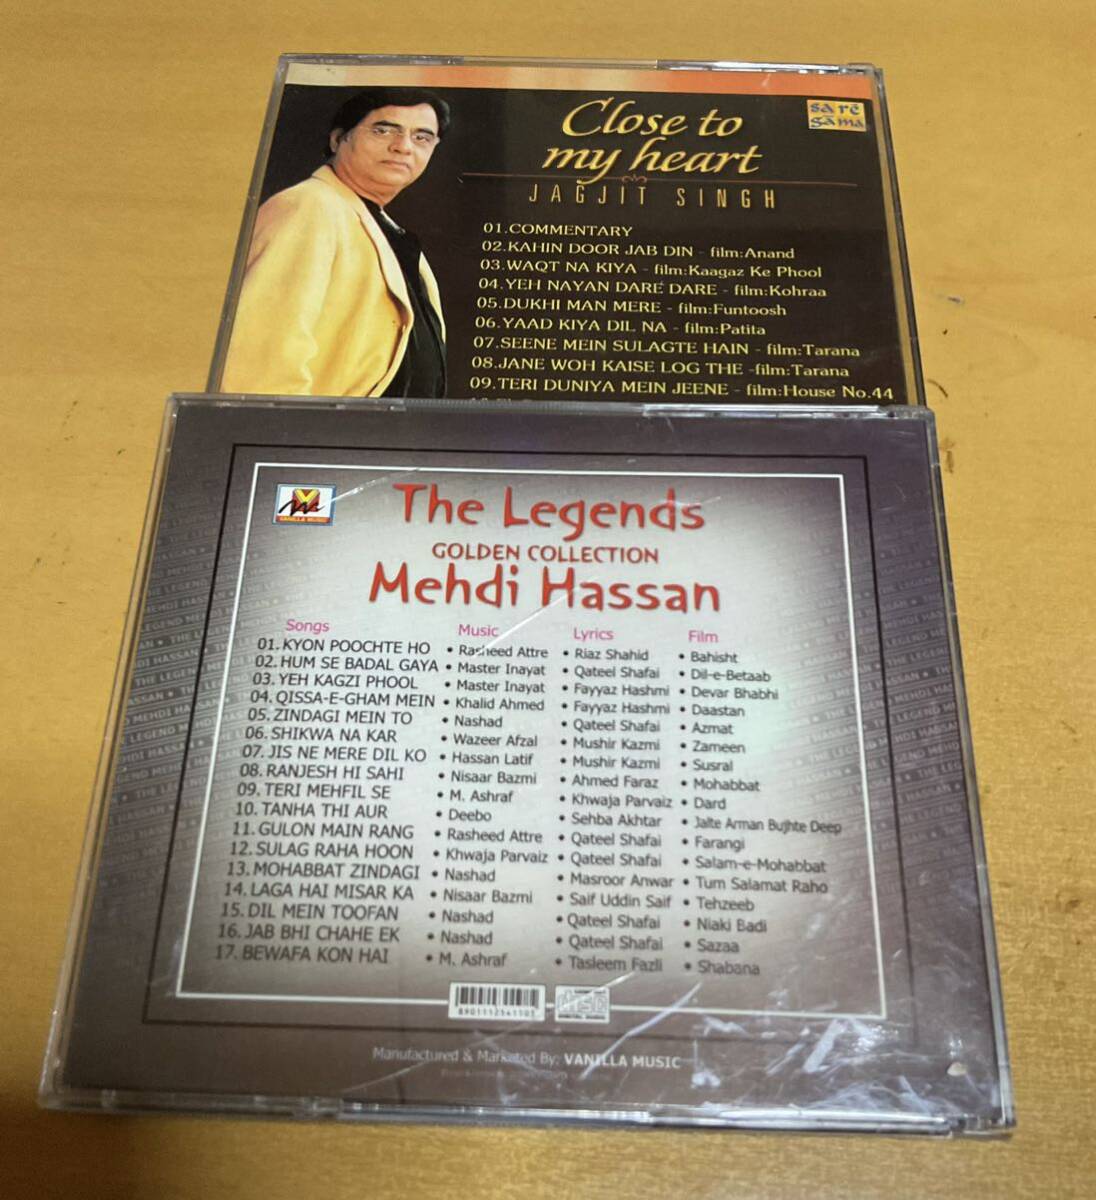 Close to
my heart
JAGJIT SINGH
sa rē
gāma
01.COMMENTARY
02.KAHIN DOOR JAB DIN - film:Anand
03.WAQT NA KIYA - film:Kaagaz Ke Phool
04.YEH NAYAN DARE DARE - film:Kohraa
05.DUKHI MAN MERE - film:Funtoosh
06.YAAD KIYA DIL NA - film:Patita
07.SEENE MEIN SULAGTE HAIN - film:Tarana
08.JANE WOH KAISE LOG THE -film:Tarana
09.TERI DUNIYA MEIN JEENE - film:House No.44
VANILLA MUSIC
The Legends
GOLDEN COLLECTION
Mehdi Hassan
Songs Music Lyrics Film
01. KYON POOCHTE HO • Rasheed Attre • Riaz Shahid • Bahisht
02. HUM SE BADAL GAYA • Master Inayat • Qateel Shafai • Dil-e-Betaab
03. YEH KAGZI PHOOL • Master Inayat • Fayyaz Hashmi • Devar Bhabhi
04. QISSA-E-GHAM MEIN • Khalid Ahmed • Fayyaz Hashmi • Daastan
05. ZINDAGI MEIN TO • Nashad • Qateel Shafai • Azmat
06. SHIKWA NA KAR • Wazeer Afzal • Mushir Kazmi • Zameen
07. JIS NE MERE DIL KO • Hassan Latif • Mushir Kazmi • Susral
08. RANJESH HI SAHI • Nisaar Bazmi • Ahmed Faraz • Mohabbat
09. TERI MEHFIL SE • M. Ashraf • Khwaja Parvaiz • Dard
10. TANHA THI AUR • Deebo • Sehba Akhtar • Jalte Arman Bujhte Deep
11. GULON MAIN RANG • Rasheed Attre • Qateel Shafai • Farangi
12. SULAG RAHA HOON • Khwaja Parvaiz • Qateel Shafai • Salam-e-Mohabbat
13. MOHABBAT ZINDAGI • Nashad • Masroor Anwar • Tum Salamat Raho
14. LAGA HAI MISAR KA • Nisaar Bazmi • Saif Uddin Saif • Tehzeeb
15. DIL MEIN TOOFAN • Nashad • Qateel Shafai • Niaki Badi
16. JAB BHI CHAHE EK • Nashad • Qateel Shafai • Sazaa
17. BEWAFA KON HAI • M. Ashraf • Tasleem Fazli • Shabana
Manufactured & Marketed By: VANILLA MUSIC